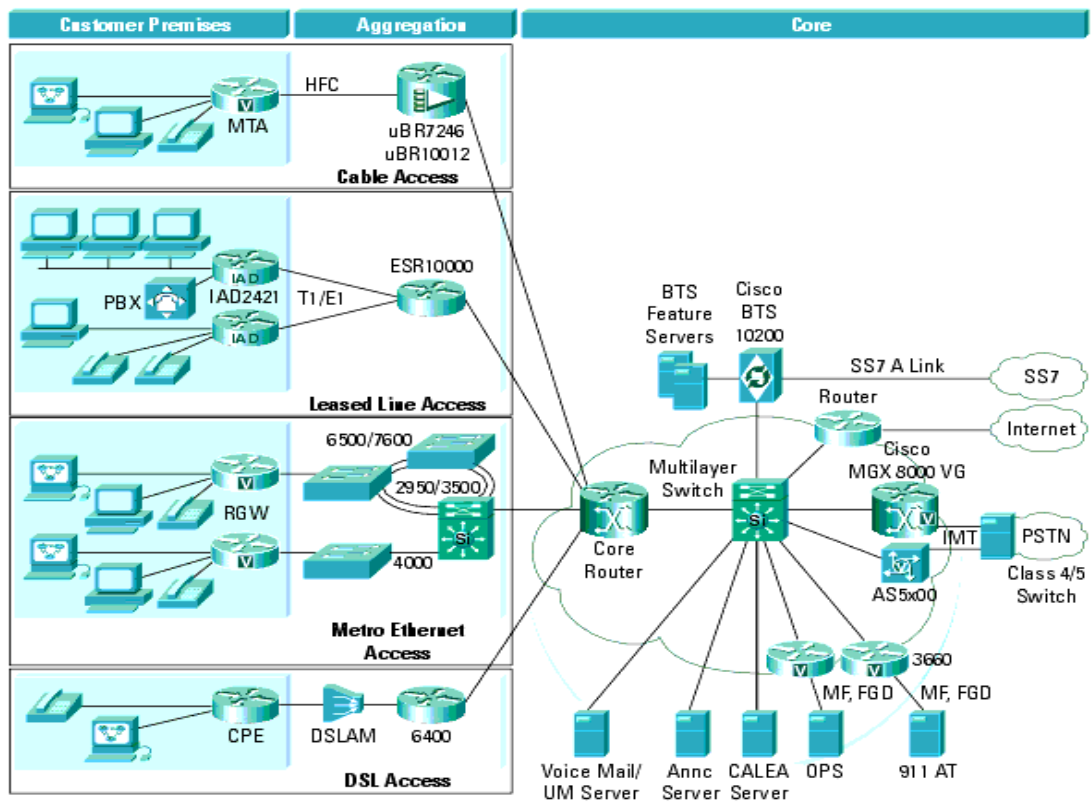 Customer Premises
Aggregation
Core
HFC
MTA
V
uBR7246
uBR10012
Cable Access
ESR10000
IAD
IAD2421
T1/E1
PBX
IAD
Leased Line Access
BTS
Feature
Servers
Cisco
BTS
10200
SS7 A Link
SS7
Router
Internet
6500/7600
2950/3500
V
RGW
Si
V
4000
Metro Ethernet
Access
Multilayer
Switch
Si
Core
Router
Cisco
MGX 8000 VG
V
IMT
PSTN
AS5x00
Class 4/5
Switch
V
V
3660
MF, FGD
MF, FGD
CPE
DSLAM
6400
DSL Access
Voice Mail/
UM Server
Annc
Server
CALEA
Server
OPS
911 AT